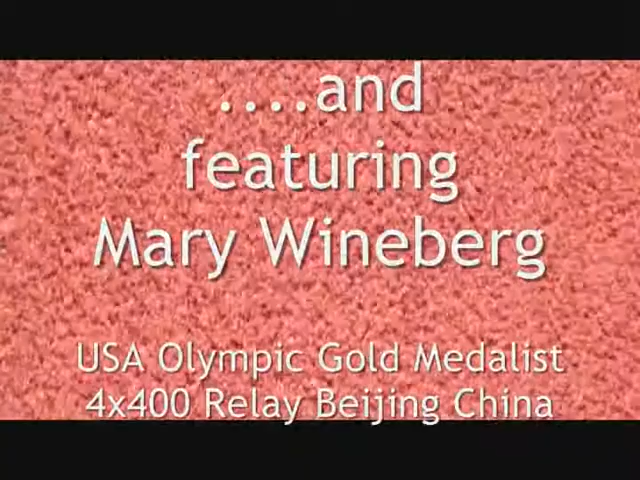 ....and
featuring
Mary Wineberg
USA Olympic Gold Medalist
4x400 Relay Beijing China